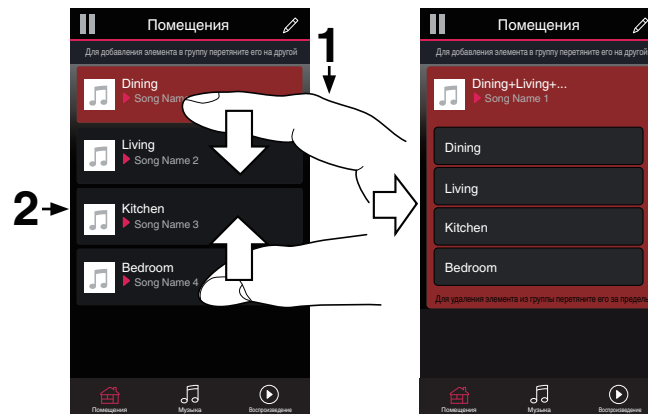 Помещения
Для добавления элемента в группу перетяните его на другой
Dining
Song Nam
Living
Song Name 2
Kitchen
Song Name 3
Bedroom
Song Name 4
Помещения
Музыка
Воспроизведение
1
2
Помещения
Для добавления элемента в группу перетяните его на другой
Dining+Living+...
Song Name 1
Dining
Living
Kitchen
Bedroom
Для удаления элемента из группы перетяните его за пределы
Помещения
Музыка
Воспроизведение